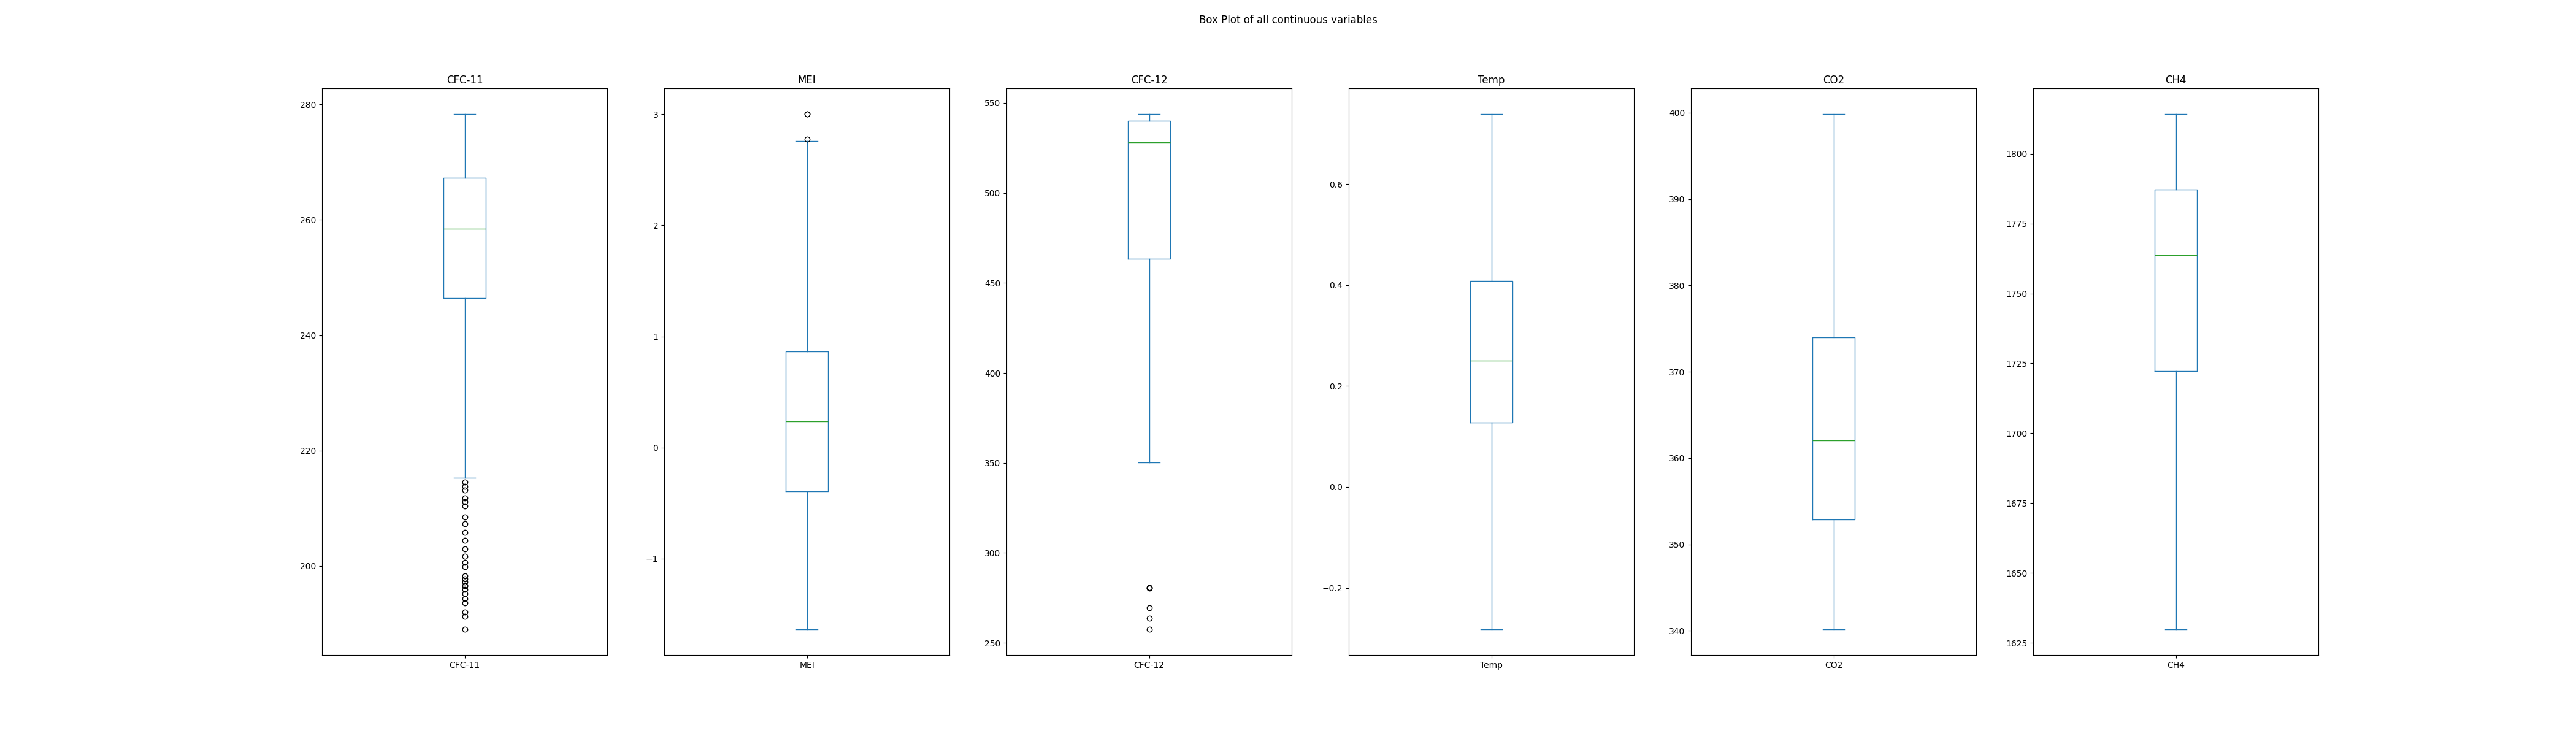 Box Plot of all continuous variables
CFC-11
280
260
240
220
200
CFC-11
MEI
3
2
1
0
−1
MEI
CFC-12
550
500
450
400
350
300
250
CFC-12
Temp
0.6
0.4
0.2
0.0
−0.2
Temp
CO2
400
390
380
370
360
350
340
CO2
CH4
1800
1775
1750
1725
1700
1675
1650
1625
CH4